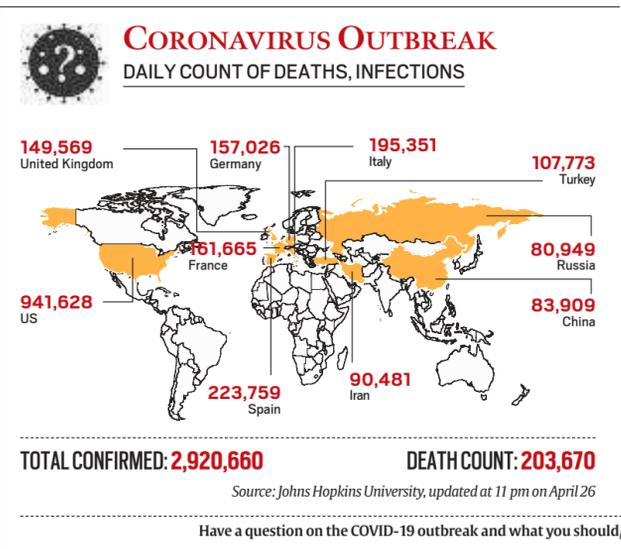 ?
CORONAVIRUS OUTBREAK
DAILY COUNT OF DEATHS, INFECTIONS
149,569
United Kingdom
157,026
Germany
195,351
Italy
107,773
Turkey
161,665
France
80,949
Russia
941,628
US
83,909
China
223,759
Spain
90,481
Iran
TOTAL CONFIRMED: 2,920,660
DEATH COUNT: 203,670
Source: Johns Hopkins University, updated at 11 pm on April 26
Have a question on the COVID-19 outbreak and what you should